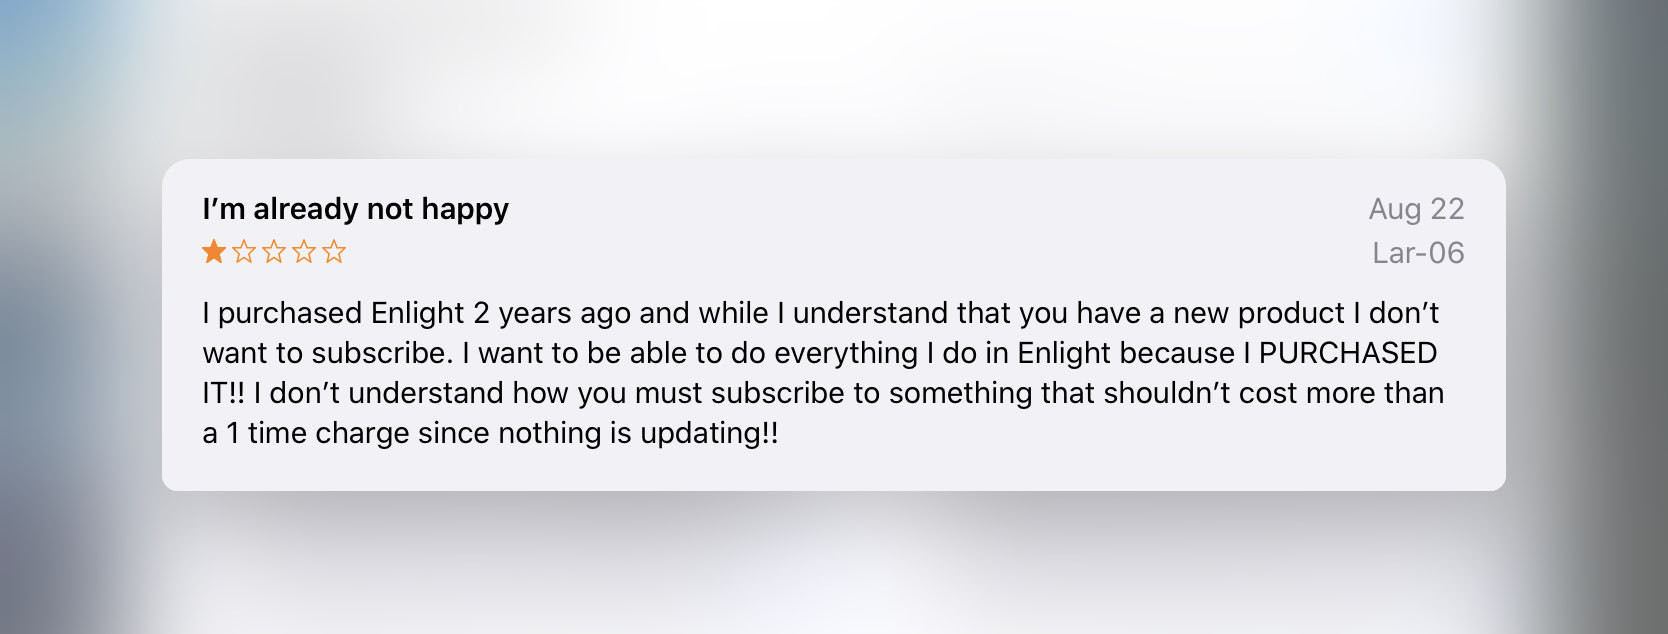 I’m already not happy
Aug 22
★☆☆☆☆
Lar-06
I purchased Enlight 2 years ago and while I understand that you have a new product I don’t
want to subscribe. I want to be able to do everything I do in Enlight because I PURCHASED
IT!! I don’t understand how you must subscribe to something that shouldn’t cost more than
a 1 time charge since nothing is updating!!